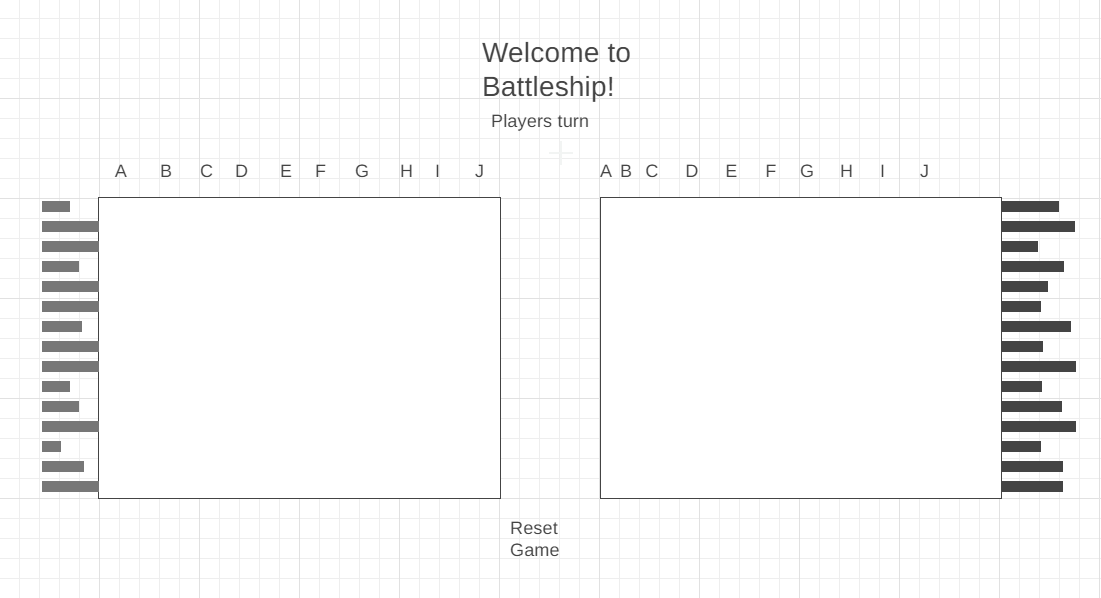 Welcome to
Battleship!
Players turn
A B C D E F G H I J
A B C D E F G H I J
Reset
Game